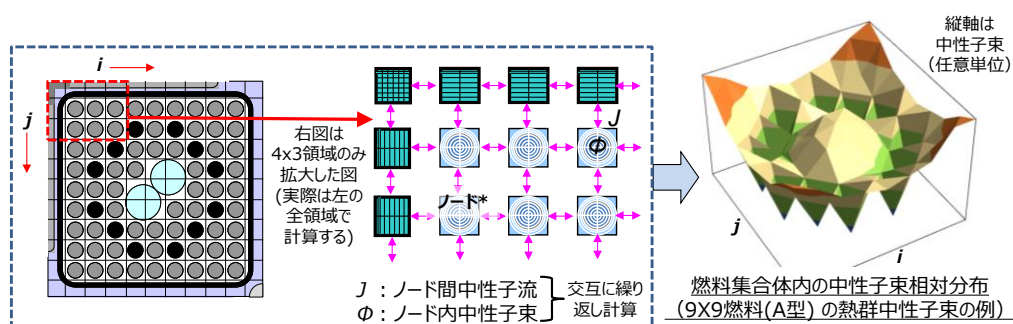 i
j
右図は
4x3領域のみ
拡大した図
(実際は左の
全領域で
計算する)
J
Φ
ノード*
J ：ノード間中性子流
Φ ：ノード内中性子束
交互に繰り
返し計算
縦軸は
中性子束
（任意単位）
j
i
燃料集合体内の中性子束相対分布
（9X9燃料(A型) の熱群中性子束の例）